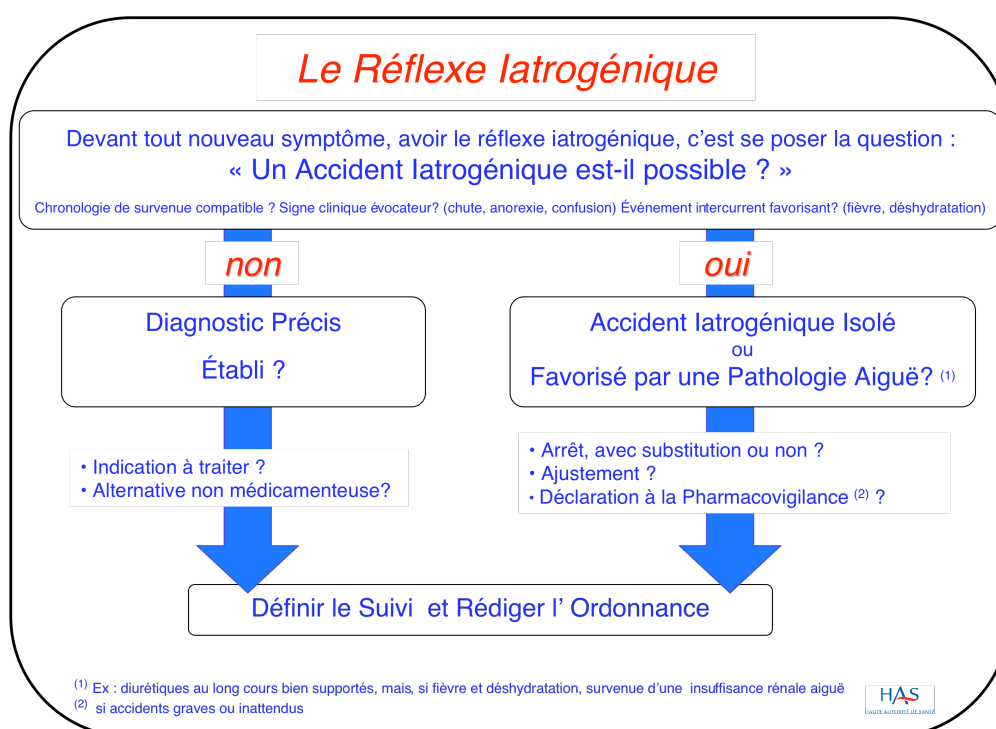 Le Réflexe Iatrogénique
Devant tout nouveau symptôme, avoir le réflexe iatrogénique, c'est se poser la question :
« Un Accident Iatrogénique est-il possible ? »
Chronologie de survenue compatible ? Signe clinique évocateur? (chute, anorexie, confusion) Événement intercurrent favorisant? (fièvre, déshydratation)
non
oui
Diagnostic Précis
Établi ?
Accident Iatrogénique Isolé
ou
Favorisé par une Pathologie Aiguë? (1)
• Indication à traiter ?
• Alternative non médicamenteuse?
• Arrêt, avec substitution ou non ?
• Ajustement ?
• Déclaration à la Pharmacovigilance (2) ?
Définir le Suivi et Rédiger l' Ordonnance
(1) Ex : diurétiques au long cours bien supportés, mais, si fièvre et déshydratation, survenue d'une insuffisance rénale aiguë
(2) si accidents graves ou inattendus
HAS
HAUTE AUTORITÉ DE SANTÉ